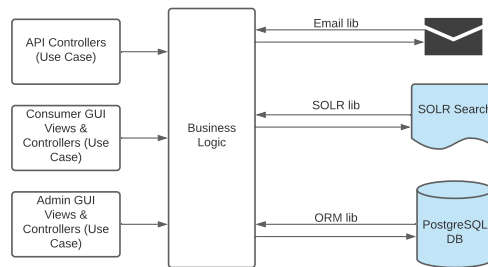 API Controllers
(Use Case)
Consumer GUI
Views &
Controllers (Use
Case)
Admin GUI
Views &
Controllers (Use
Case)
Business
Logic
Email lib
SOLR lib
SOLR Search
ORM lib
PostgreSQL
DB